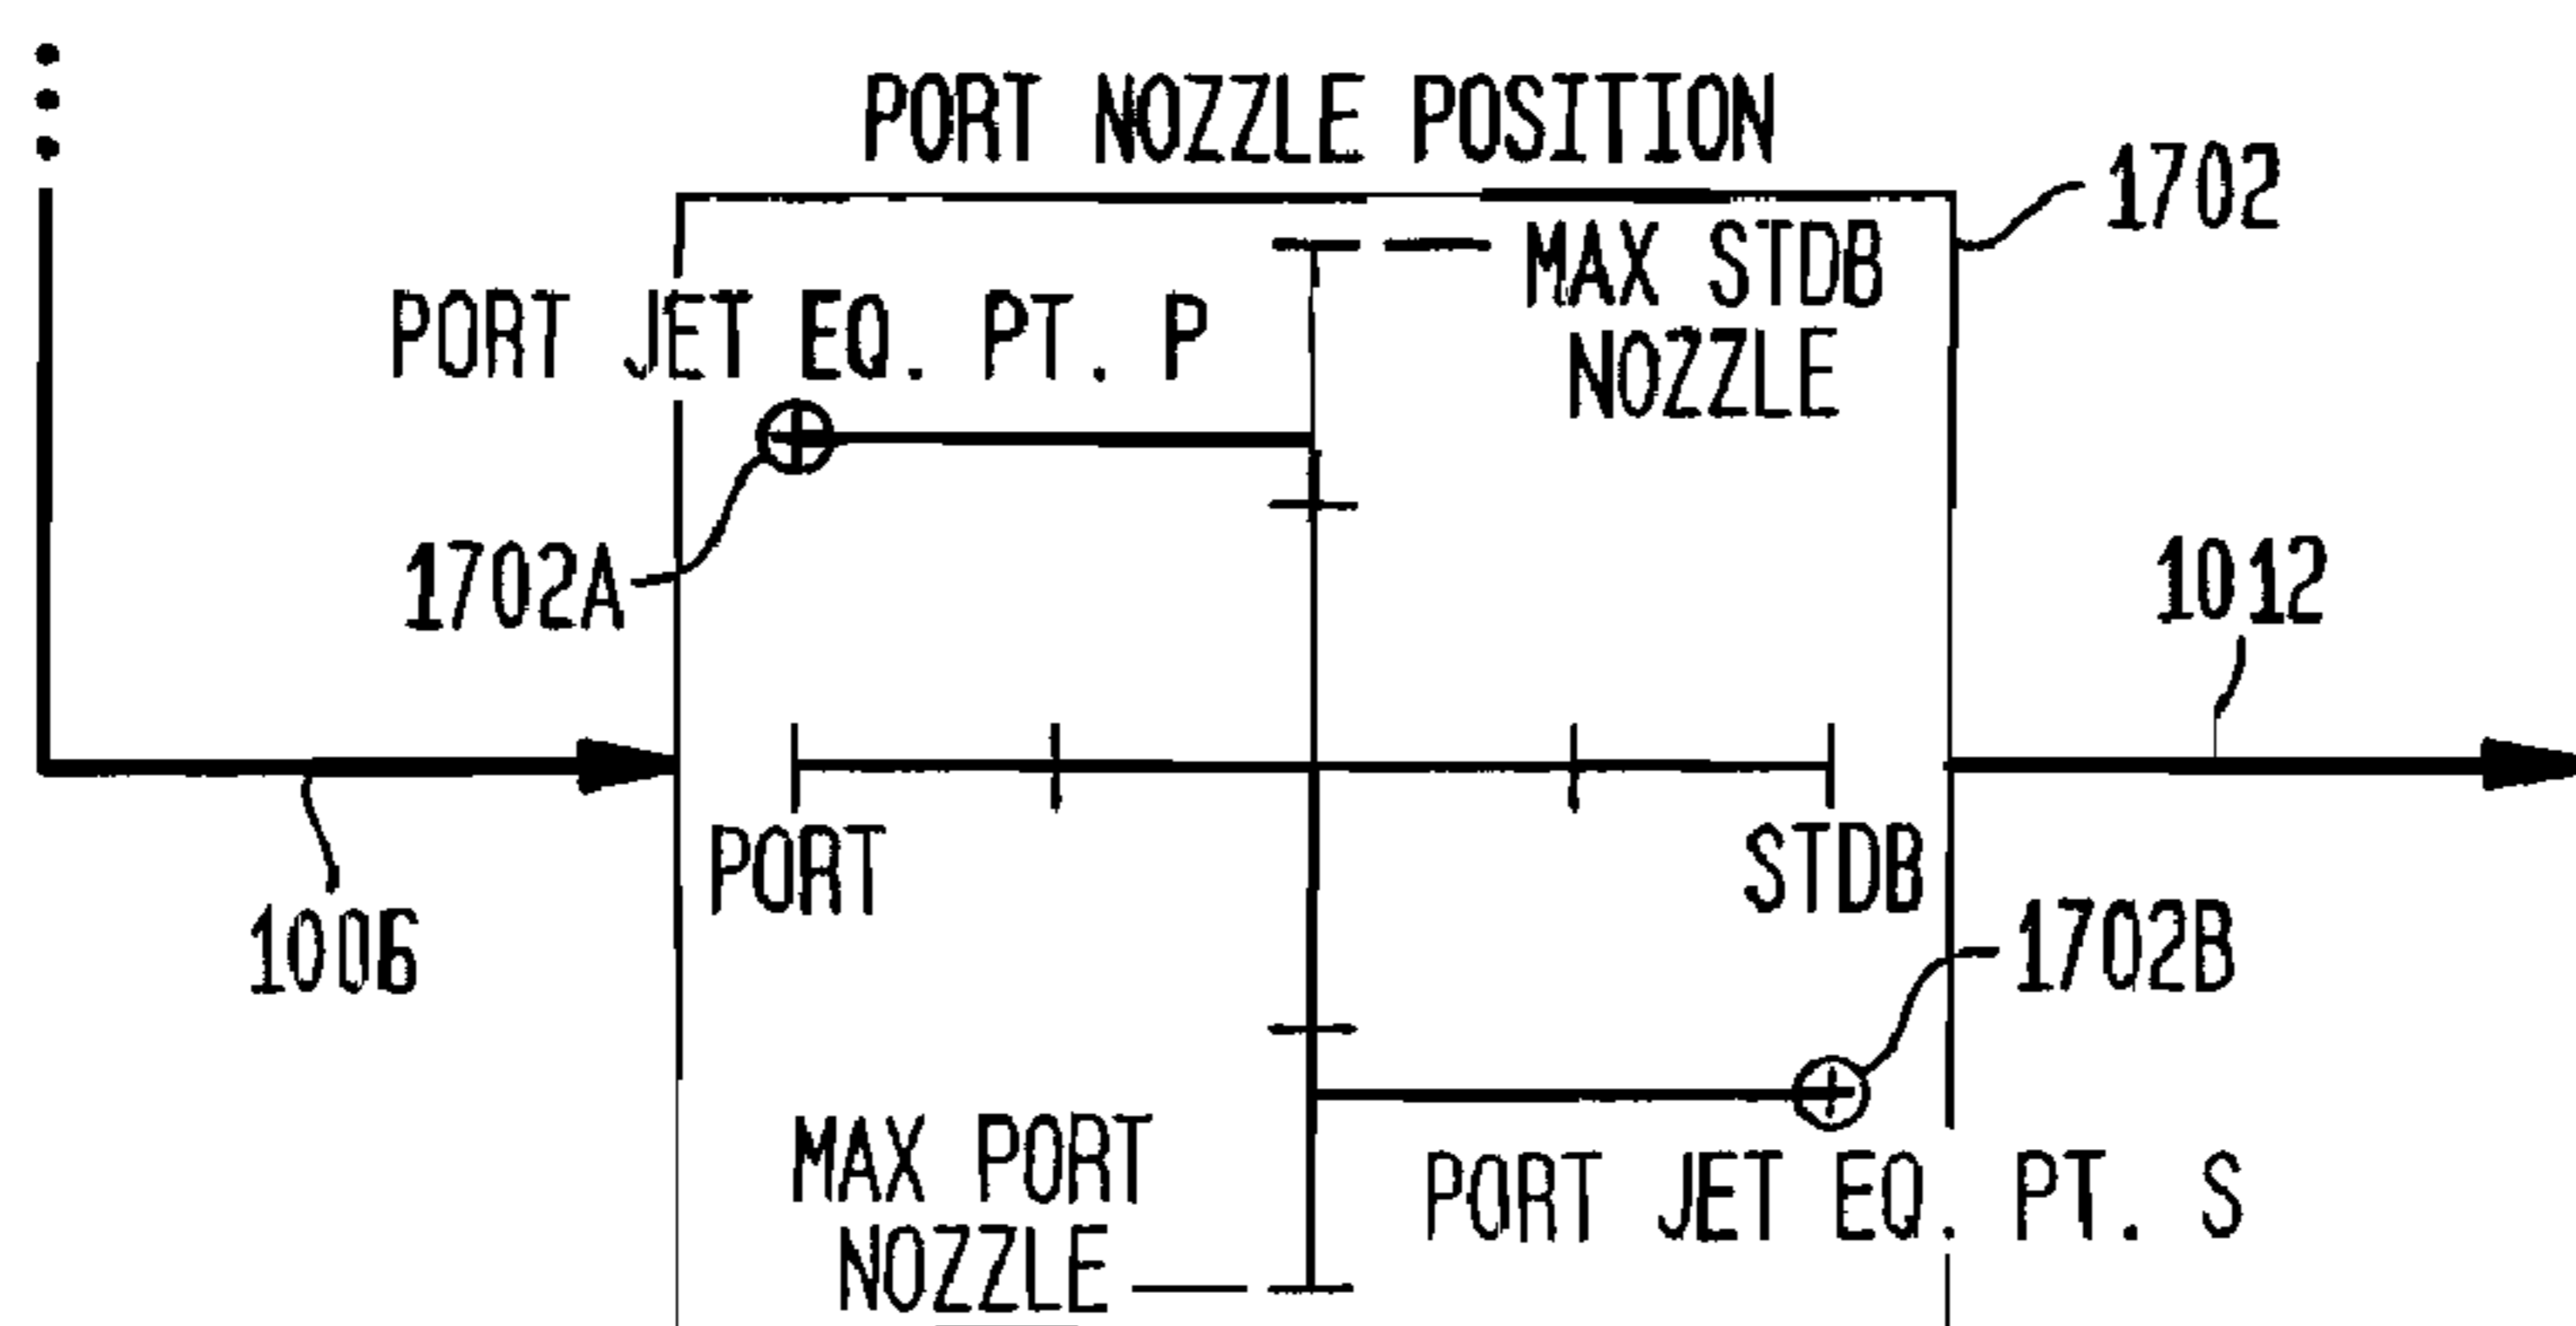 PORT NOZZLE POSITION
1702
MAX STDB
NOZZLE
PORT JET EQ. PT. P
1702A
1012
PORT
STDB
1006
1702B
MAX PORT
NOZZLE
PORT JET EQ. PT. S